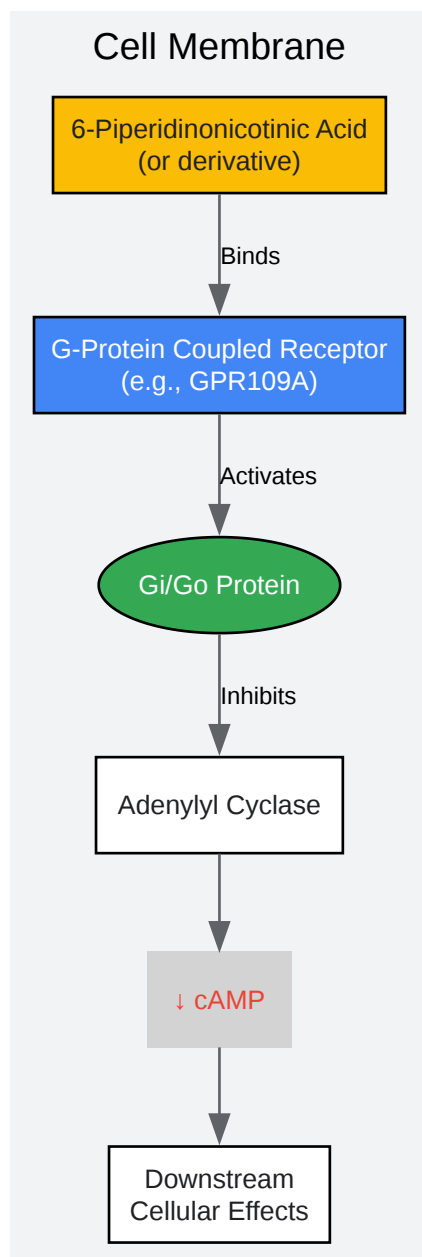 Cell Membrane
6-Piperidinonicotinic Acid
(or derivative)
Binds
G-Protein Coupled Receptor
(e.g., GPR109A)
Activates
Gi/Go Protein
Inhibits
Adenylyl Cyclase
↓ cAMP
Downstream
Cellular Effects